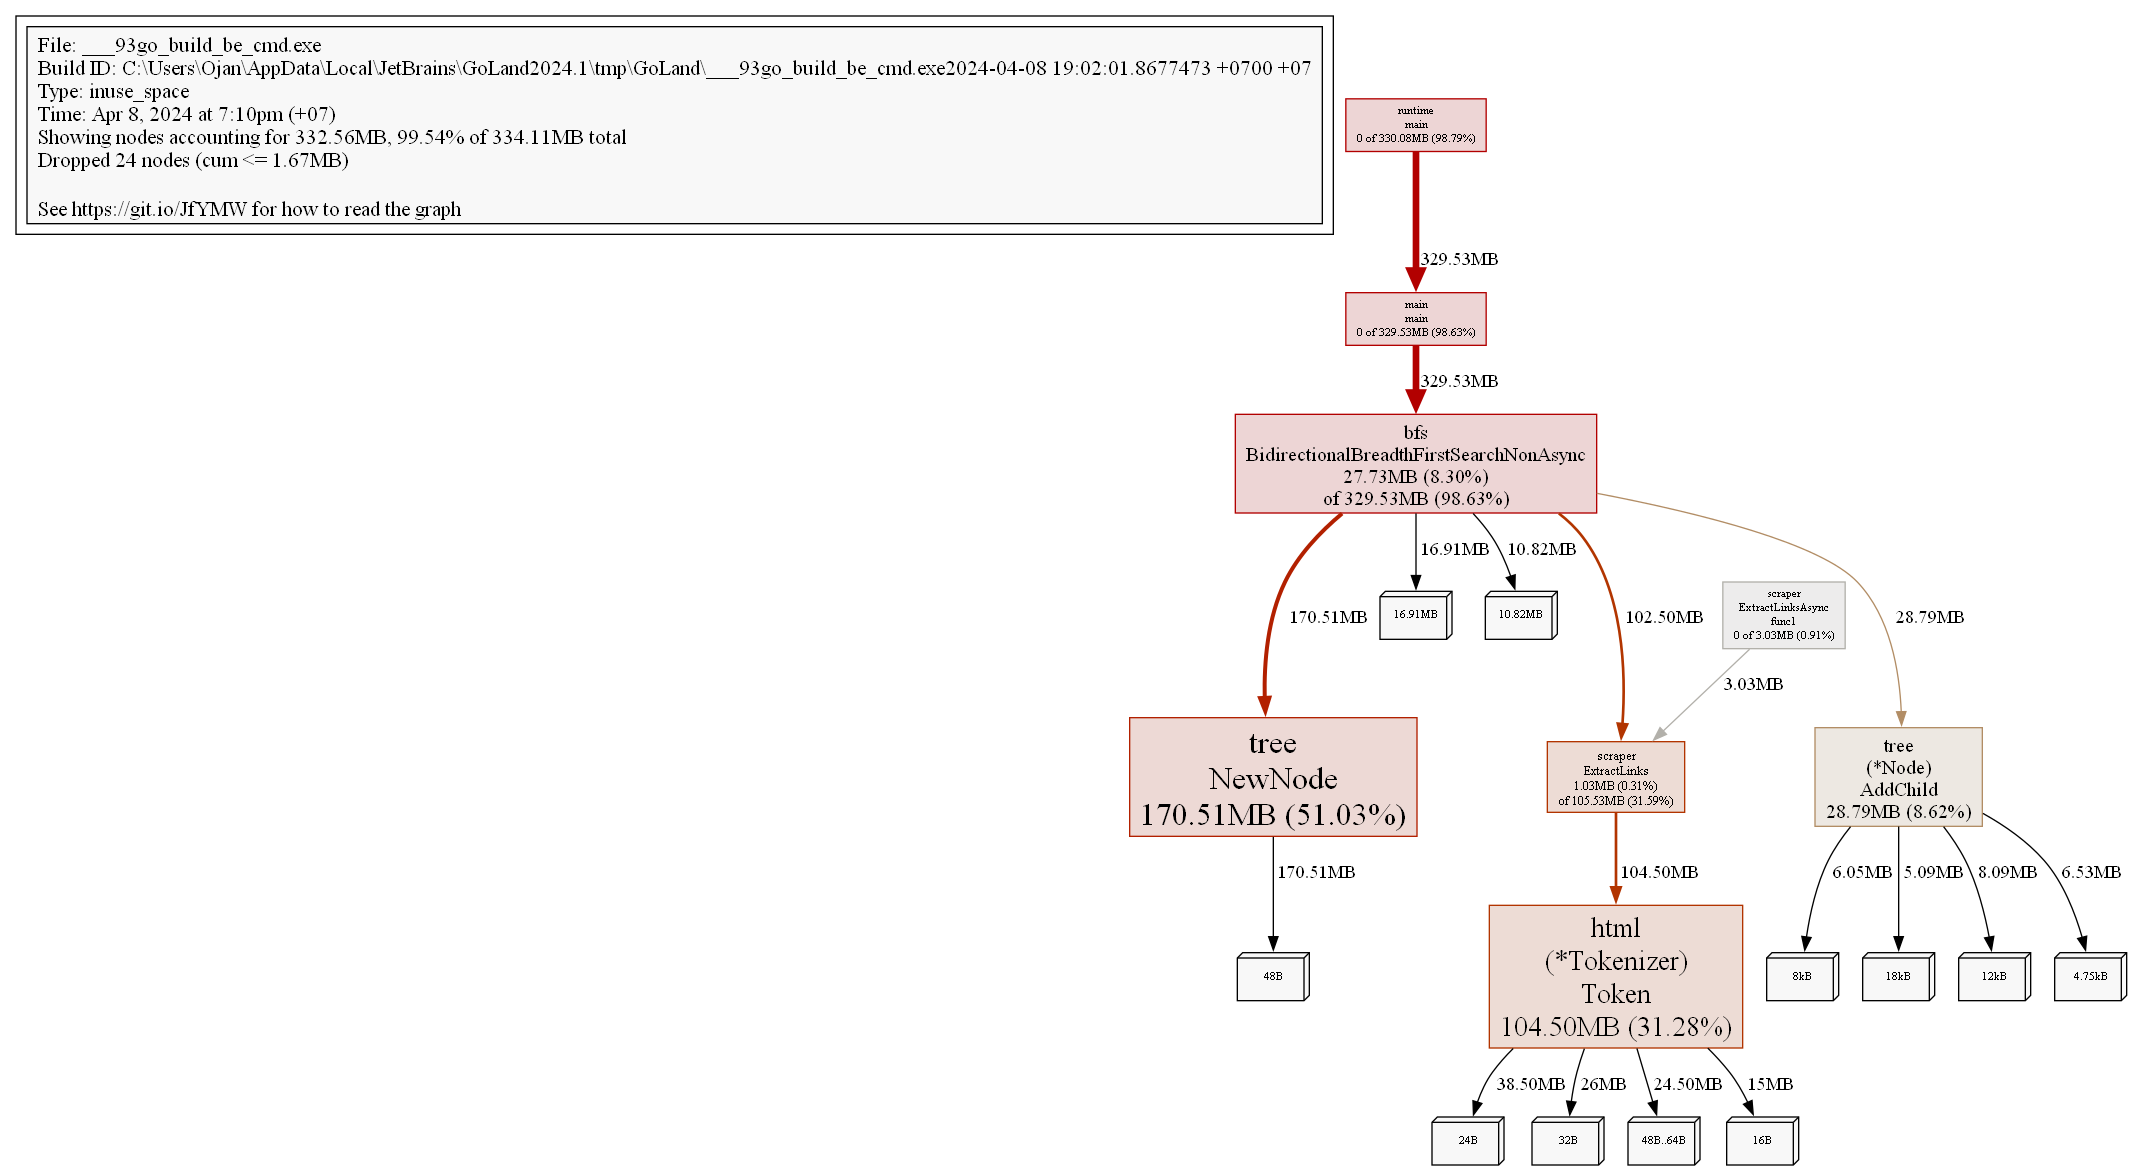 File: ___93go_build_be_cmd.exe
Build ID: C:\Users\Ojan\AppData\Local\JetBrains\GoLand2024.1\tmp\GoLand\___93go_build_be_cmd.exe2024-04-08 19:02:01.8677473 +0700 +07
Type: inuse_space
Time: Apr 8, 2024 at 7:10pm (+07)
Showing nodes accounting for 332.56MB, 99.54% of 334.11MB total
Dropped 24 nodes (cum <= 1.67MB)
See https://git.io/JfYMW for how to read the graph
runtime
main
0 of 330.08MB (98.79%)
329.53MB
main
main
0 of 329.53MB (98.63%)
329.53MB
bfs
BidirectionalBreadthFirstSearchNonAsync
27.73MB (8.30%)
of 329.53MB (98.63%)
170.51MB
16.91MB
10.82MB
102.50MB
28.79MB
16.91MB
10.82MB
scraper
ExtractLinksAsync
func1
0 of 3.03MB (0.91%)
3.03MB
tree
NewNode
170.51MB (51.03%)
scraper
ExtractLinks
1.03MB (0.31%)
of 105.53MB (31.59%)
tree
(*Node)
AddChild
28.79MB (8.62%)
170.51MB
104.50MB
6.05MB
5.09MB
8.09MB
6.53MB
48B
html
(*Tokenizer)
Token
104.50MB (31.28%)
8kB
18kB
12kB
4.75kB
38.50MB
26MB
24.50MB
15MB
24B
32B
48B..64B
16B